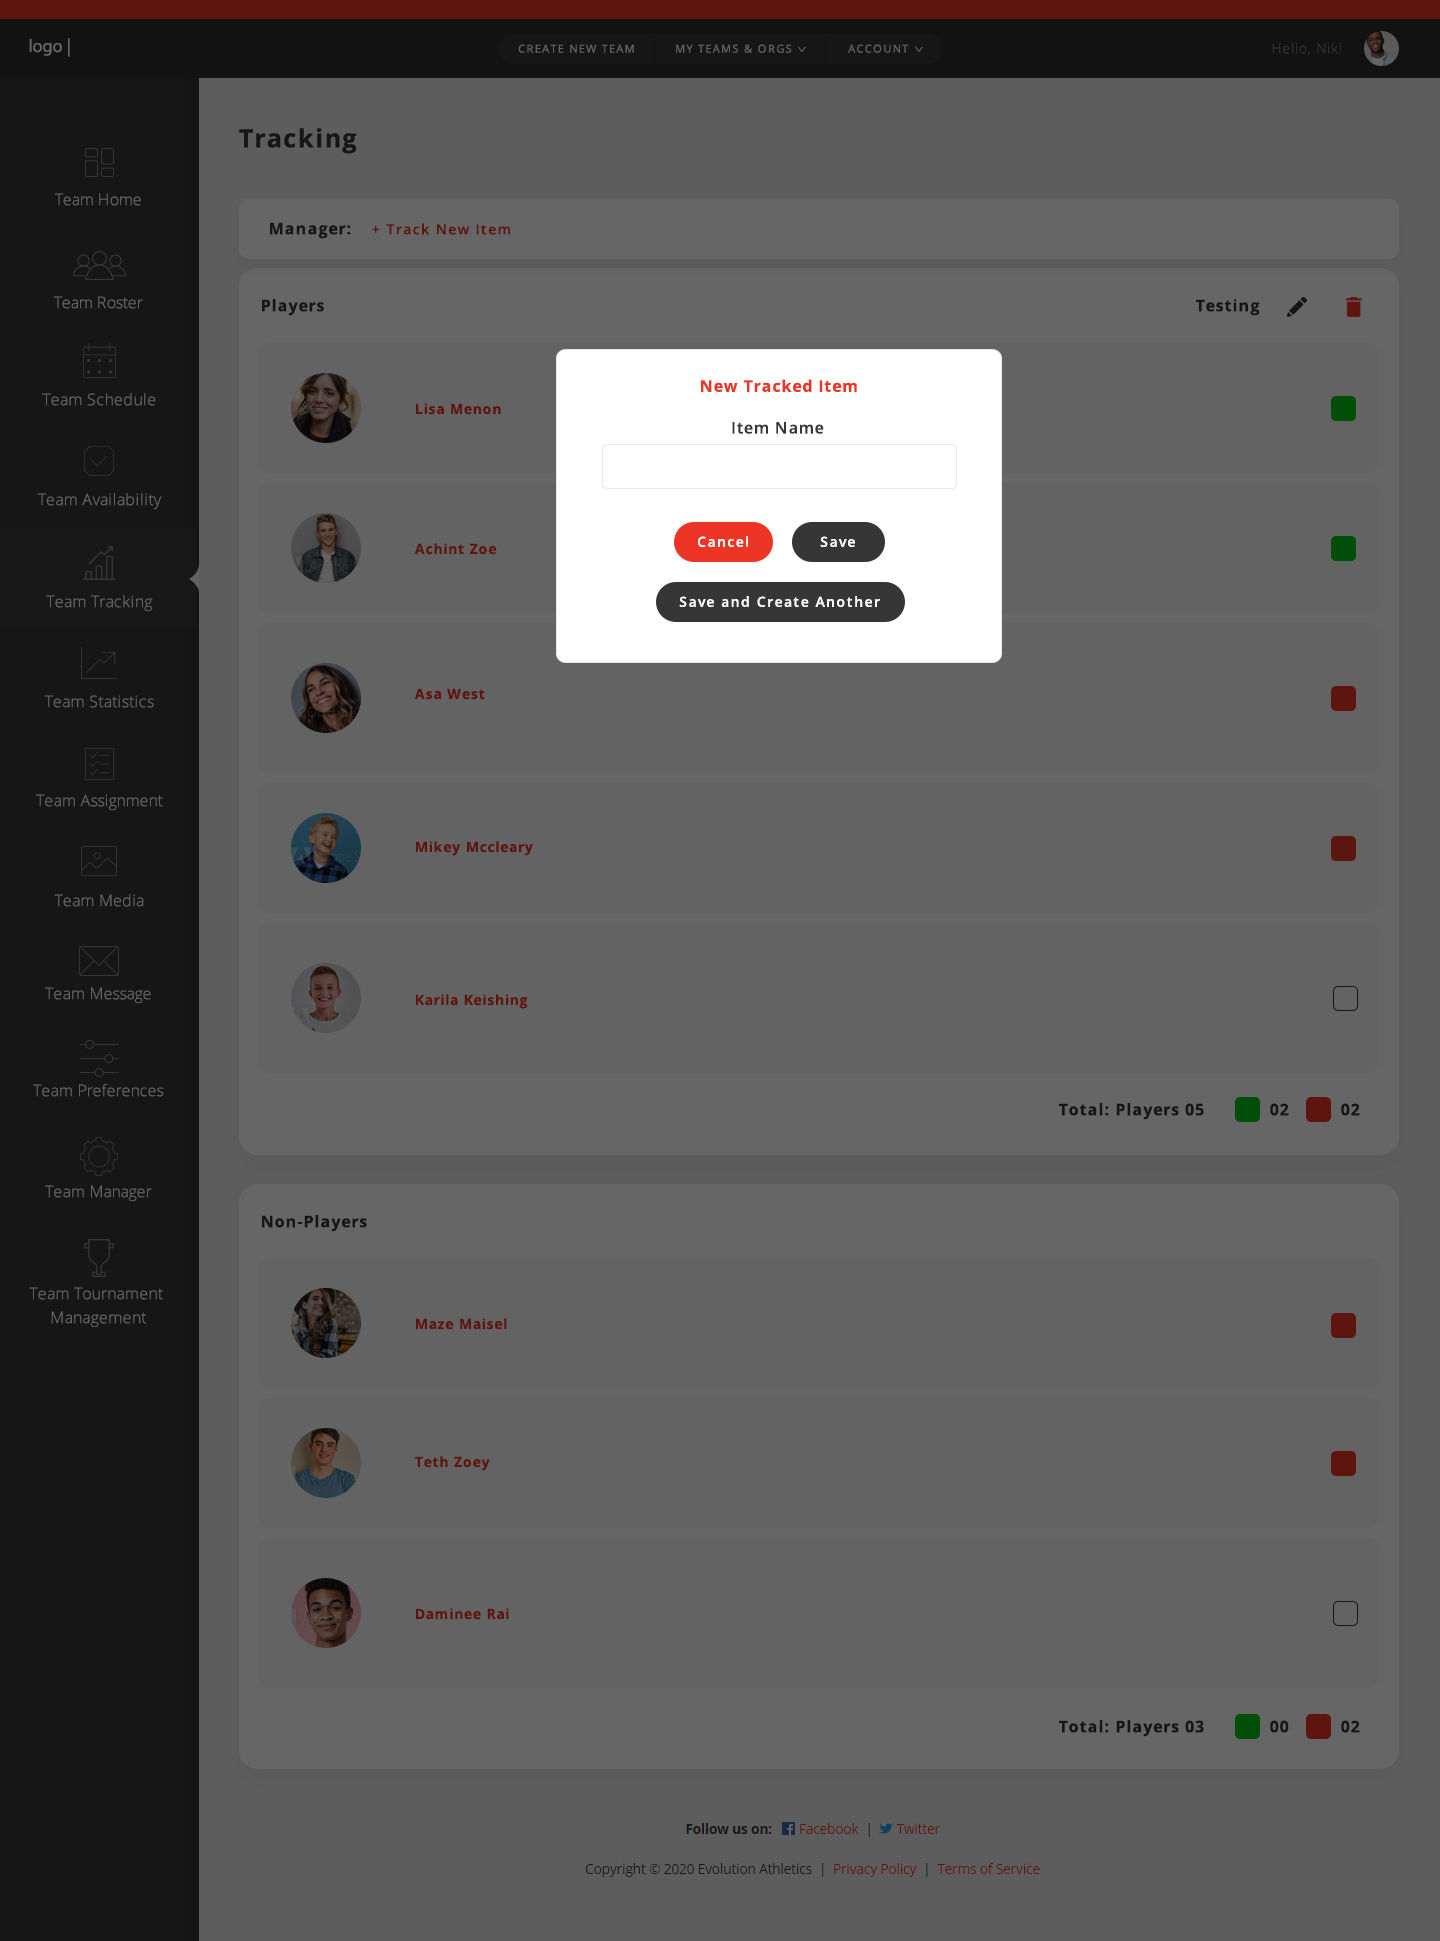 logo |
CREATE NEW TEAM
MY TEAMS & ORGS
ACCOUNT
Hello, Nik!
Team Home
Team Roster
Team Schedule
Team Availability
Team Tracking
Team Statistics
Team Assignment
Team Media
Team Message
Team Preferences
Team Manager
Team Tournament
Management
Tracking
Manager: + Track New Item
Players
Testing
Lisa Menon
Achint Zoe
Asa West
Mikey Mccleary
Karila Keishing
Total: Players 05 02 02
New Tracked Item
Item Name
Cancel
Save
Save and Create Another
Non-Players
Maze Maisel
Teth Zoey
Daminee Rai
Total: Players 03 00 02
Follow us on: Facebook | Twitter
Copyright © 2020 Evolution Athletics | Privacy Policy | Terms of Service